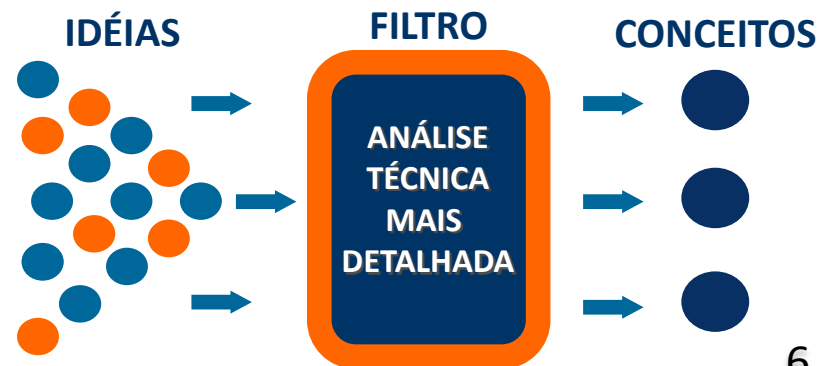 IDÉIAS
FILTRO
CONCEITOS
ANÁLISE
TÉCNICA
MAIS
DETALHADA
6